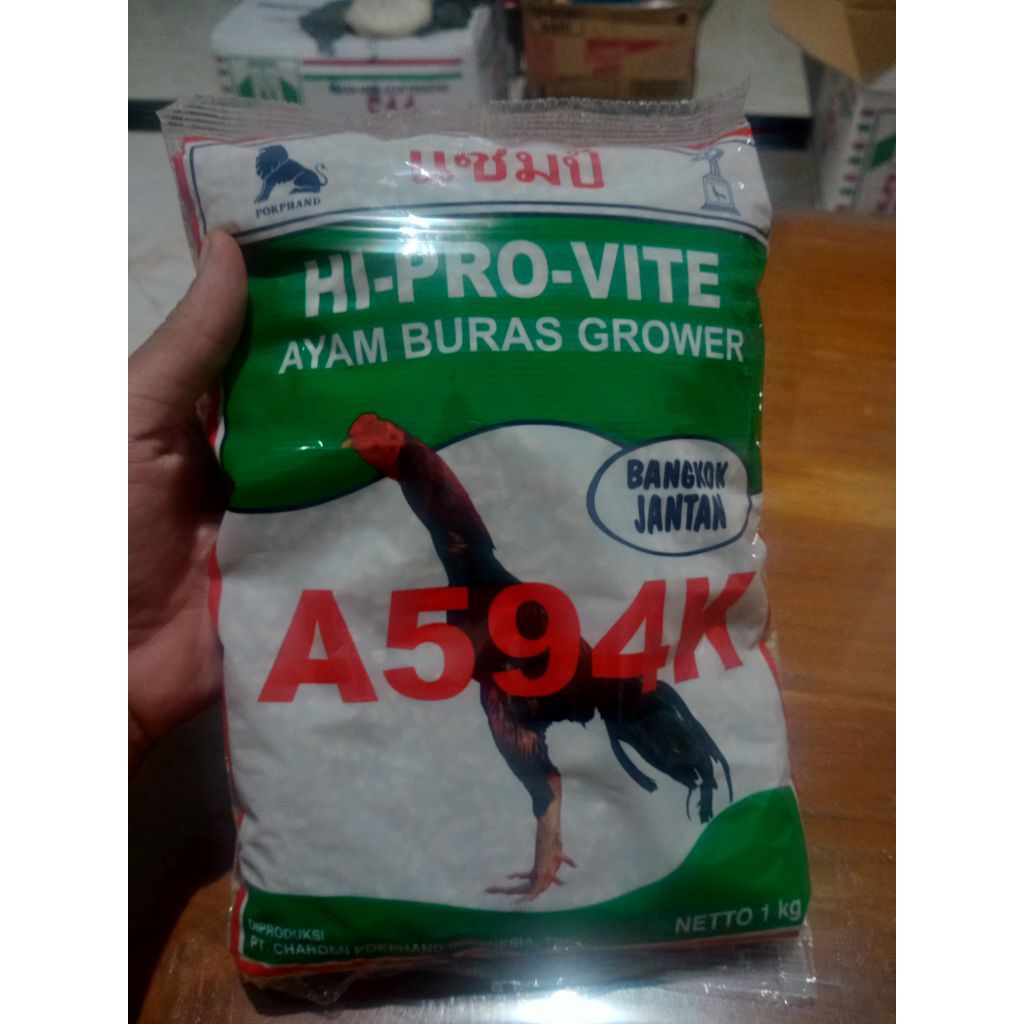 แชมป์
POKPHAND
HI-PRO-VITE
AYAM BURAS GROWER
BANGKOK
JANTAN
A594K
NETTO 1 kg
DIPRODUKSI
PT. CHAROEN POKPHAND INDONESIA,